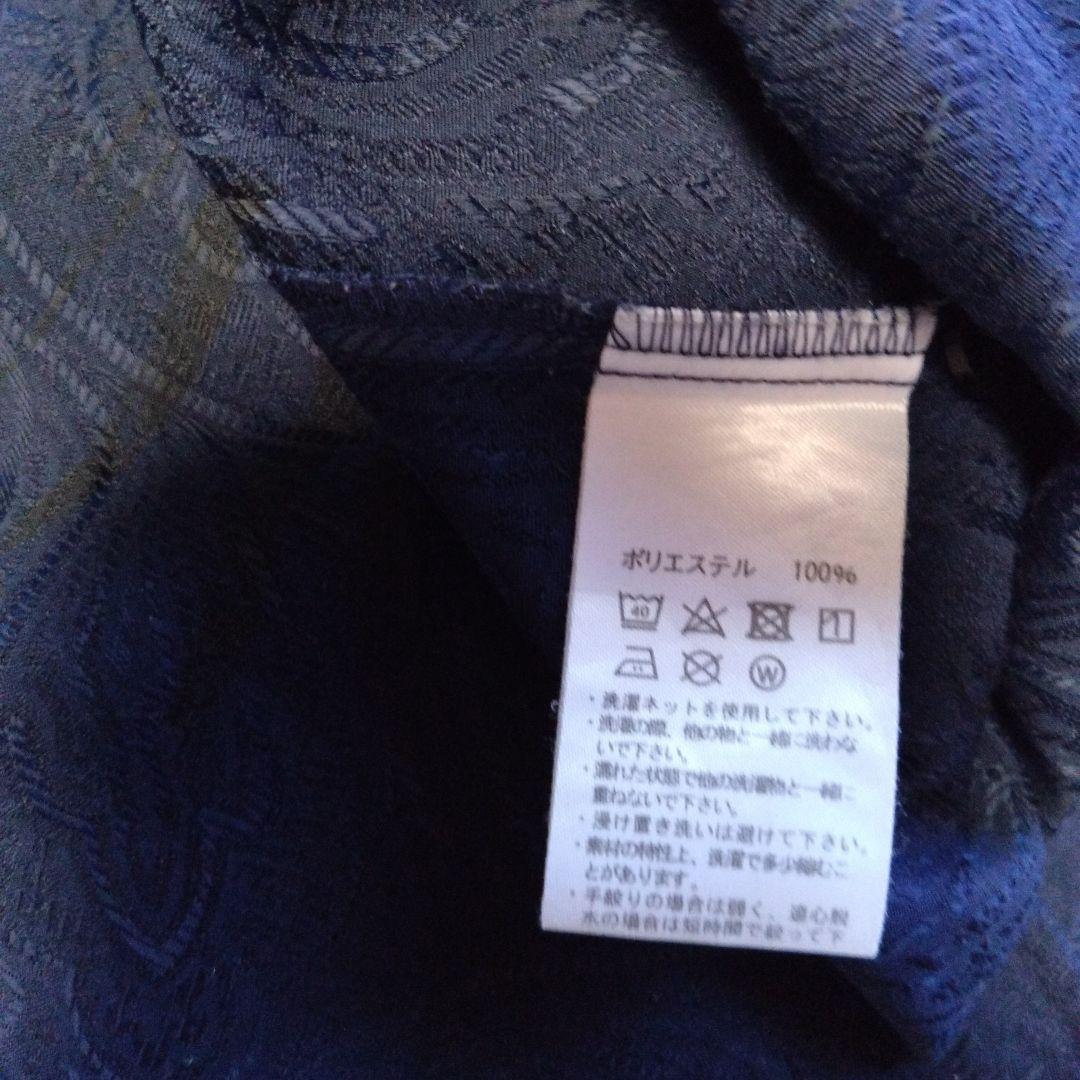 ポリエステル 100%
40
W
・洗濯ネットを使用して下さい。
・洗濯の際、他の物と一緒に洗わな
いで下さい。
・濡れた状態で他の洗濯物と一緒に
重ねないで下さい。
・浸け置き洗いは避けて下さい。
・素材の特性上、洗濯で多少縮むこ
とがあります。
・手絞りの場合は弱く、遠心脱
水の場合は短時間で絞って下